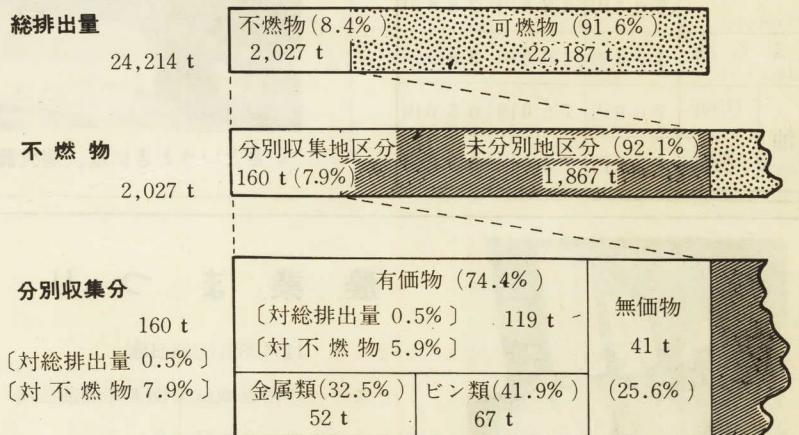 総排出量
24,214 t
不燃物(8.4%)
2,027 t
可燃物 (91.6%)
22,187 t
不燃物
2,027 t
分別収集地区分
160 t (7.9%)
未分別地区分 (92.1%)
1,867 t
分別収集分
160 t
〔対総排出量 0.5%〕
〔対不燃物 7.9%〕
有価物 (74.4%)
〔対総排出量 0.5%〕 119 t
〔対不燃物 5.9%〕
金属類(32.5%)
52 t
ビン類(41.9%)
67 t
無価物
41 t
(25.6%)